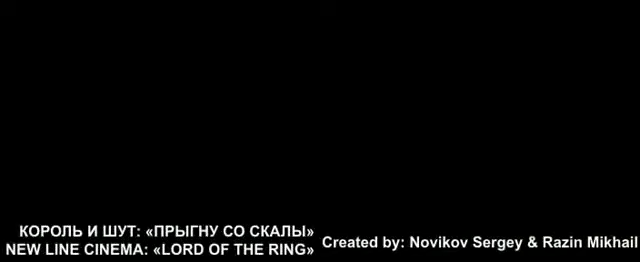 КОРОЛЬ И ШУТ: «ПРЫГНУ СО СКАЛЫ»
NEW LINE CINEMA: «LORD OF THE RING»
Created by: Novikov Sergey & Razin Mikhail